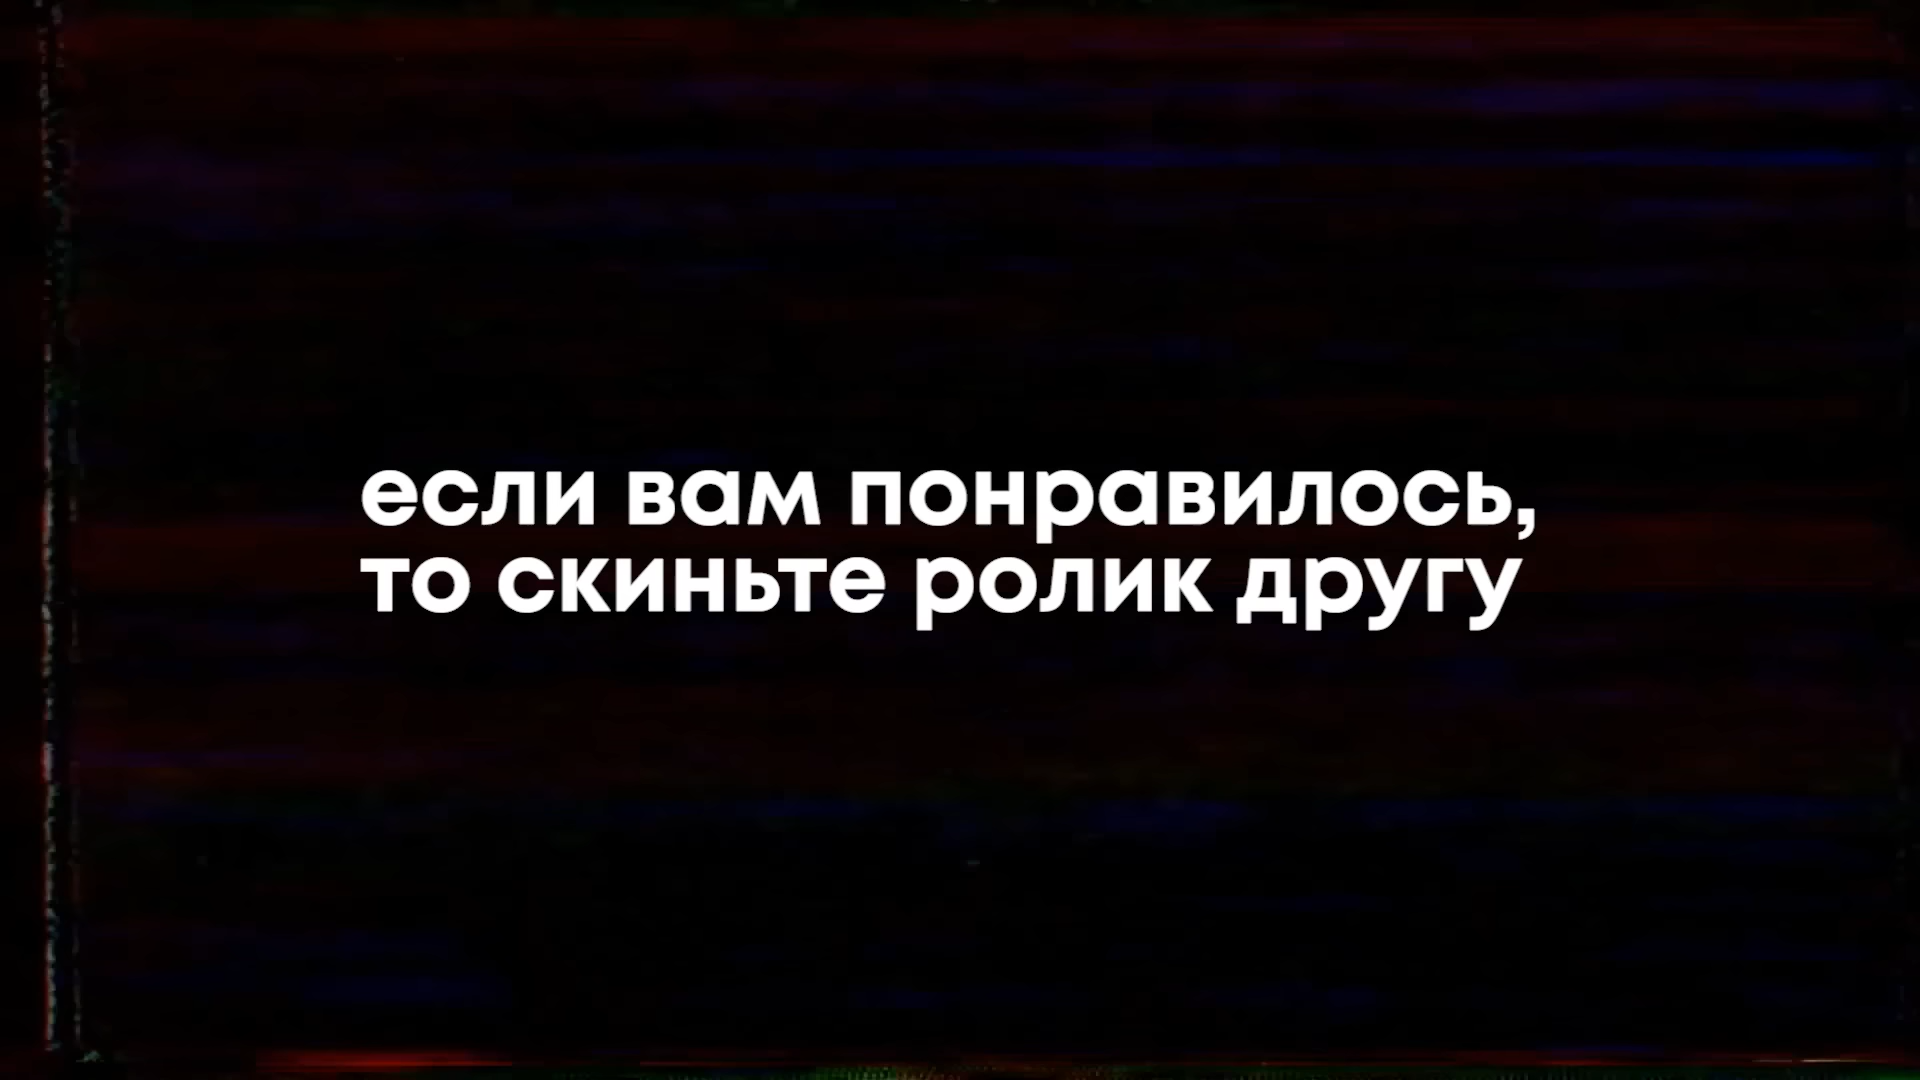 если вам понравилось,
то скиньте ролик другу